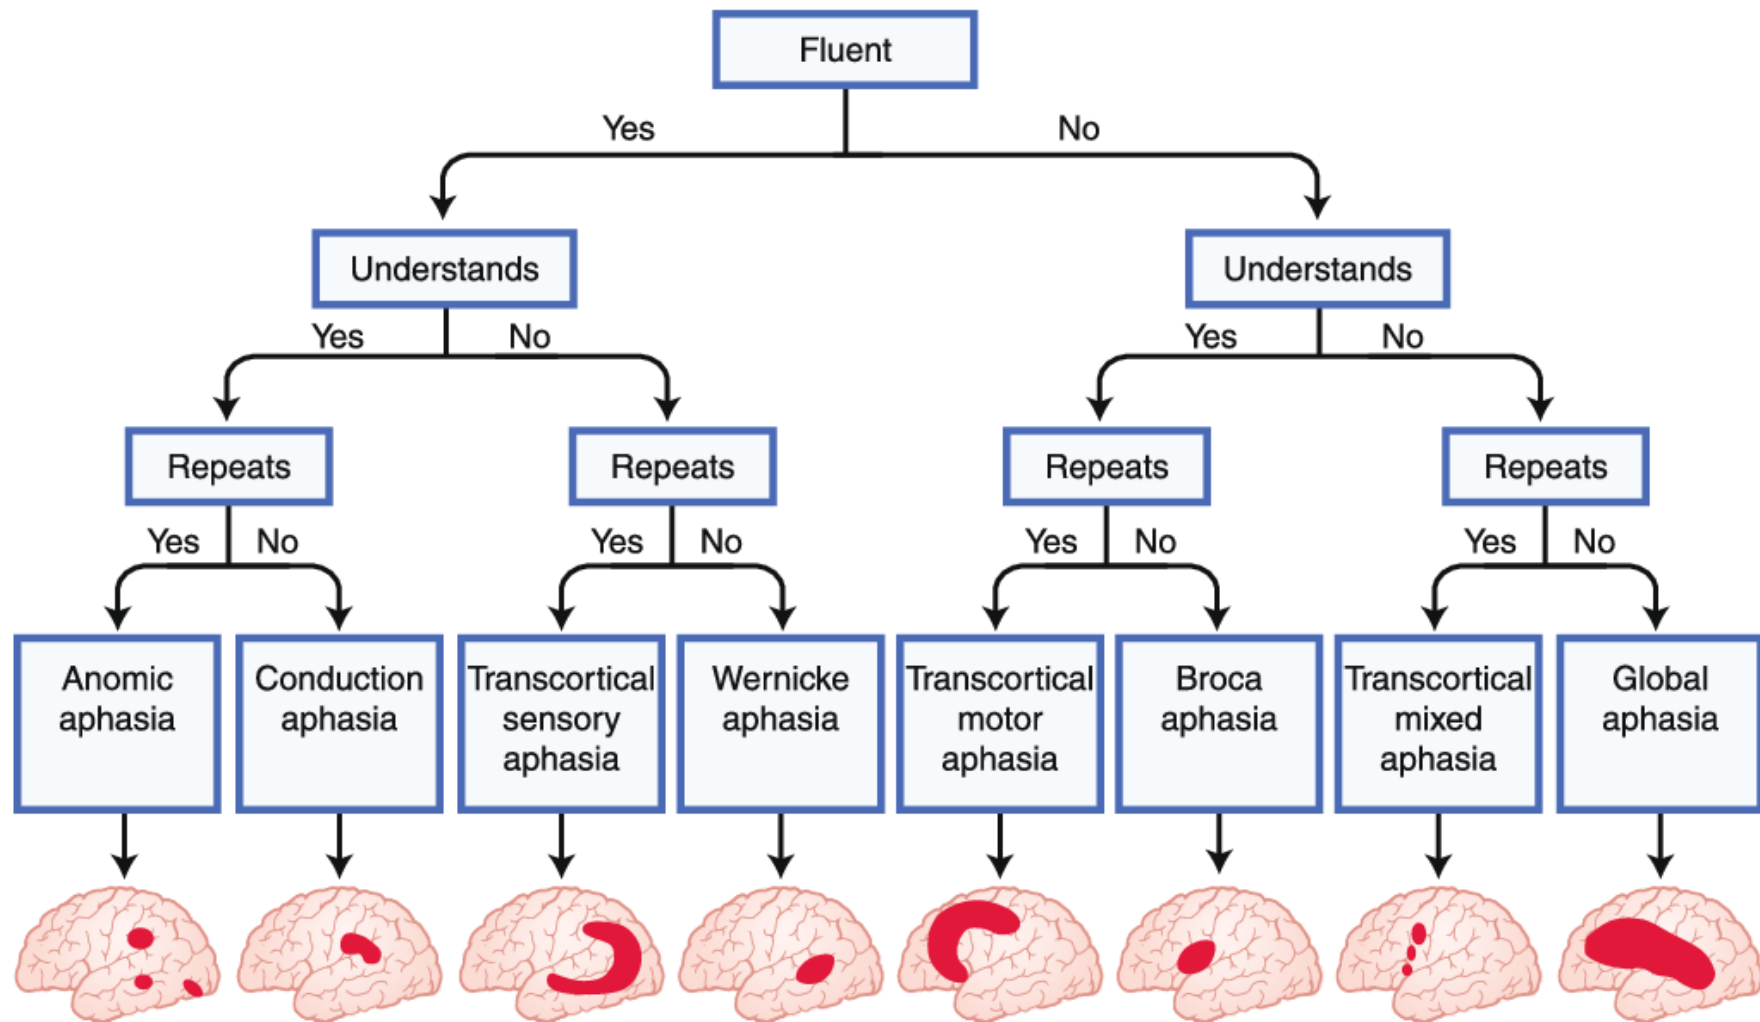 Fluent
Yes
No
Understands
Understands
Yes
No
Yes
No
Repeats
Repeats
Repeats
Repeats
Yes
No
Yes
No
Yes
No
Yes
No
Anomic
aphasia
Conduction
aphasia
Transcortical
sensory
aphasia
Wernicke
aphasia
Transcortical
motor
aphasia
Broca
aphasia
Transcortical
mixed
aphasia
Global
aphasia